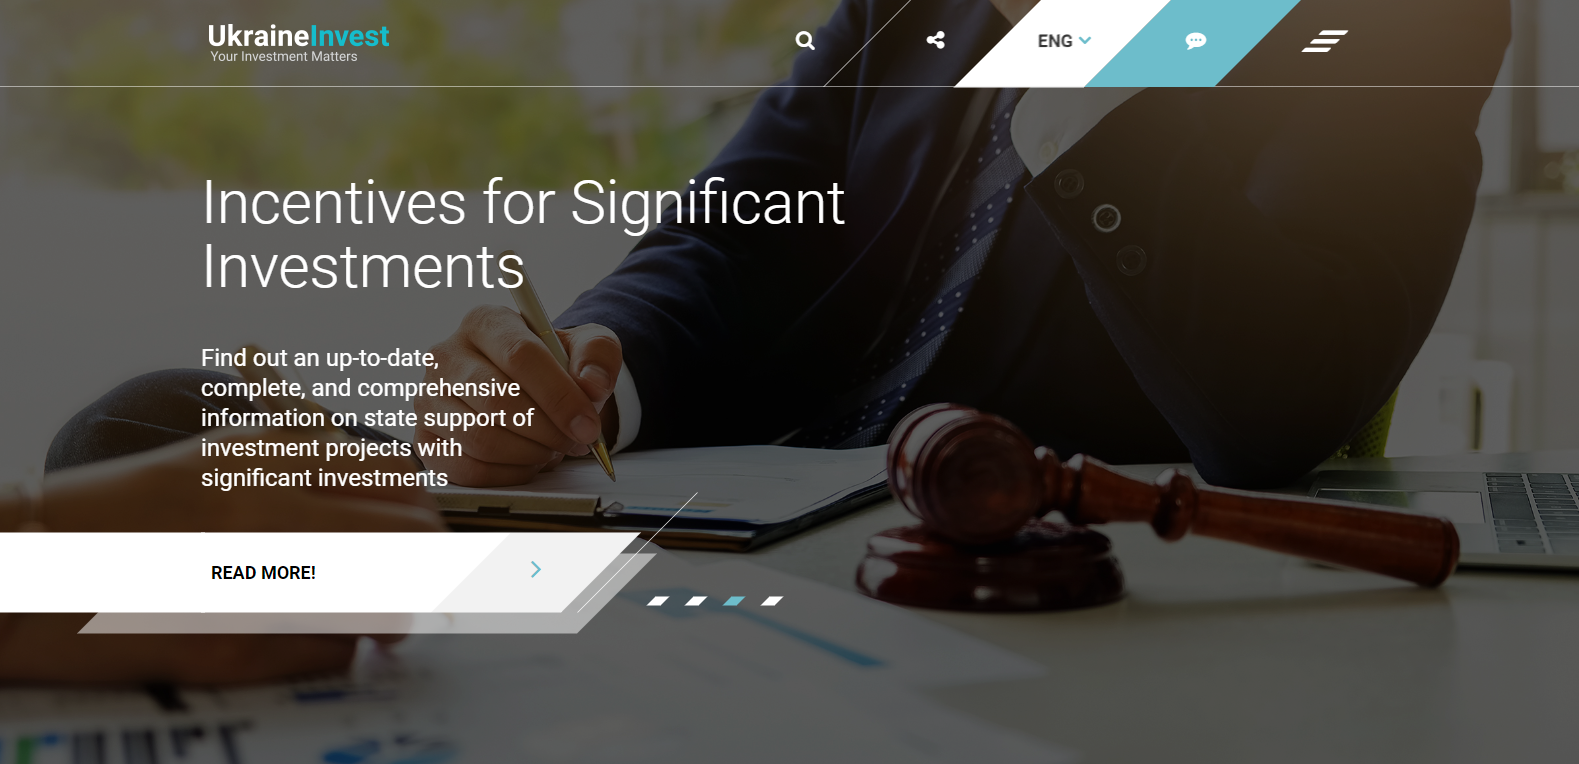 UkraineInvest
Your Investment Matters
ENG
Incentives for Significant
Investments
Find out an up-to-date,
complete, and comprehensive
information on state support of
investment projects with
significant investments
READ MORE!